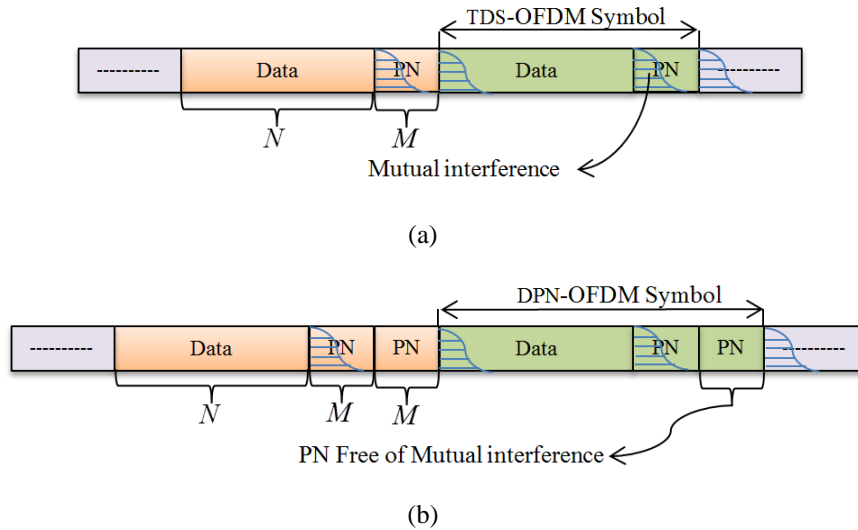 TDS-OFDM Symbol
---------- Data PN Data PN ----------
N M
Mutual interference
(a)
DPN-OFDM Symbol
---------- Data PN PN Data PN PN ----------
N M M
PN Free of Mutual interference
(b)